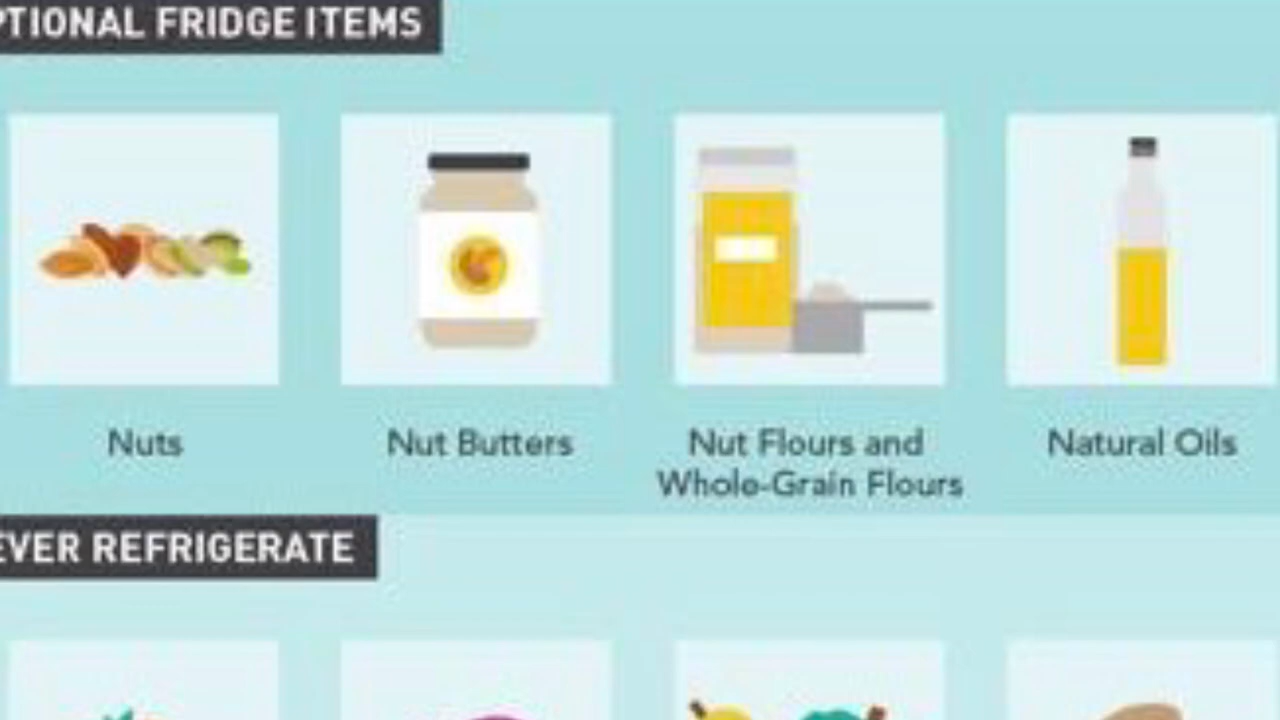 PTIONAL FRIDGE ITEMS
Nuts
Nut Butters
Nut Flours and
Whole-Grain Flours
Natural Oils
EVER REFRIGERATE